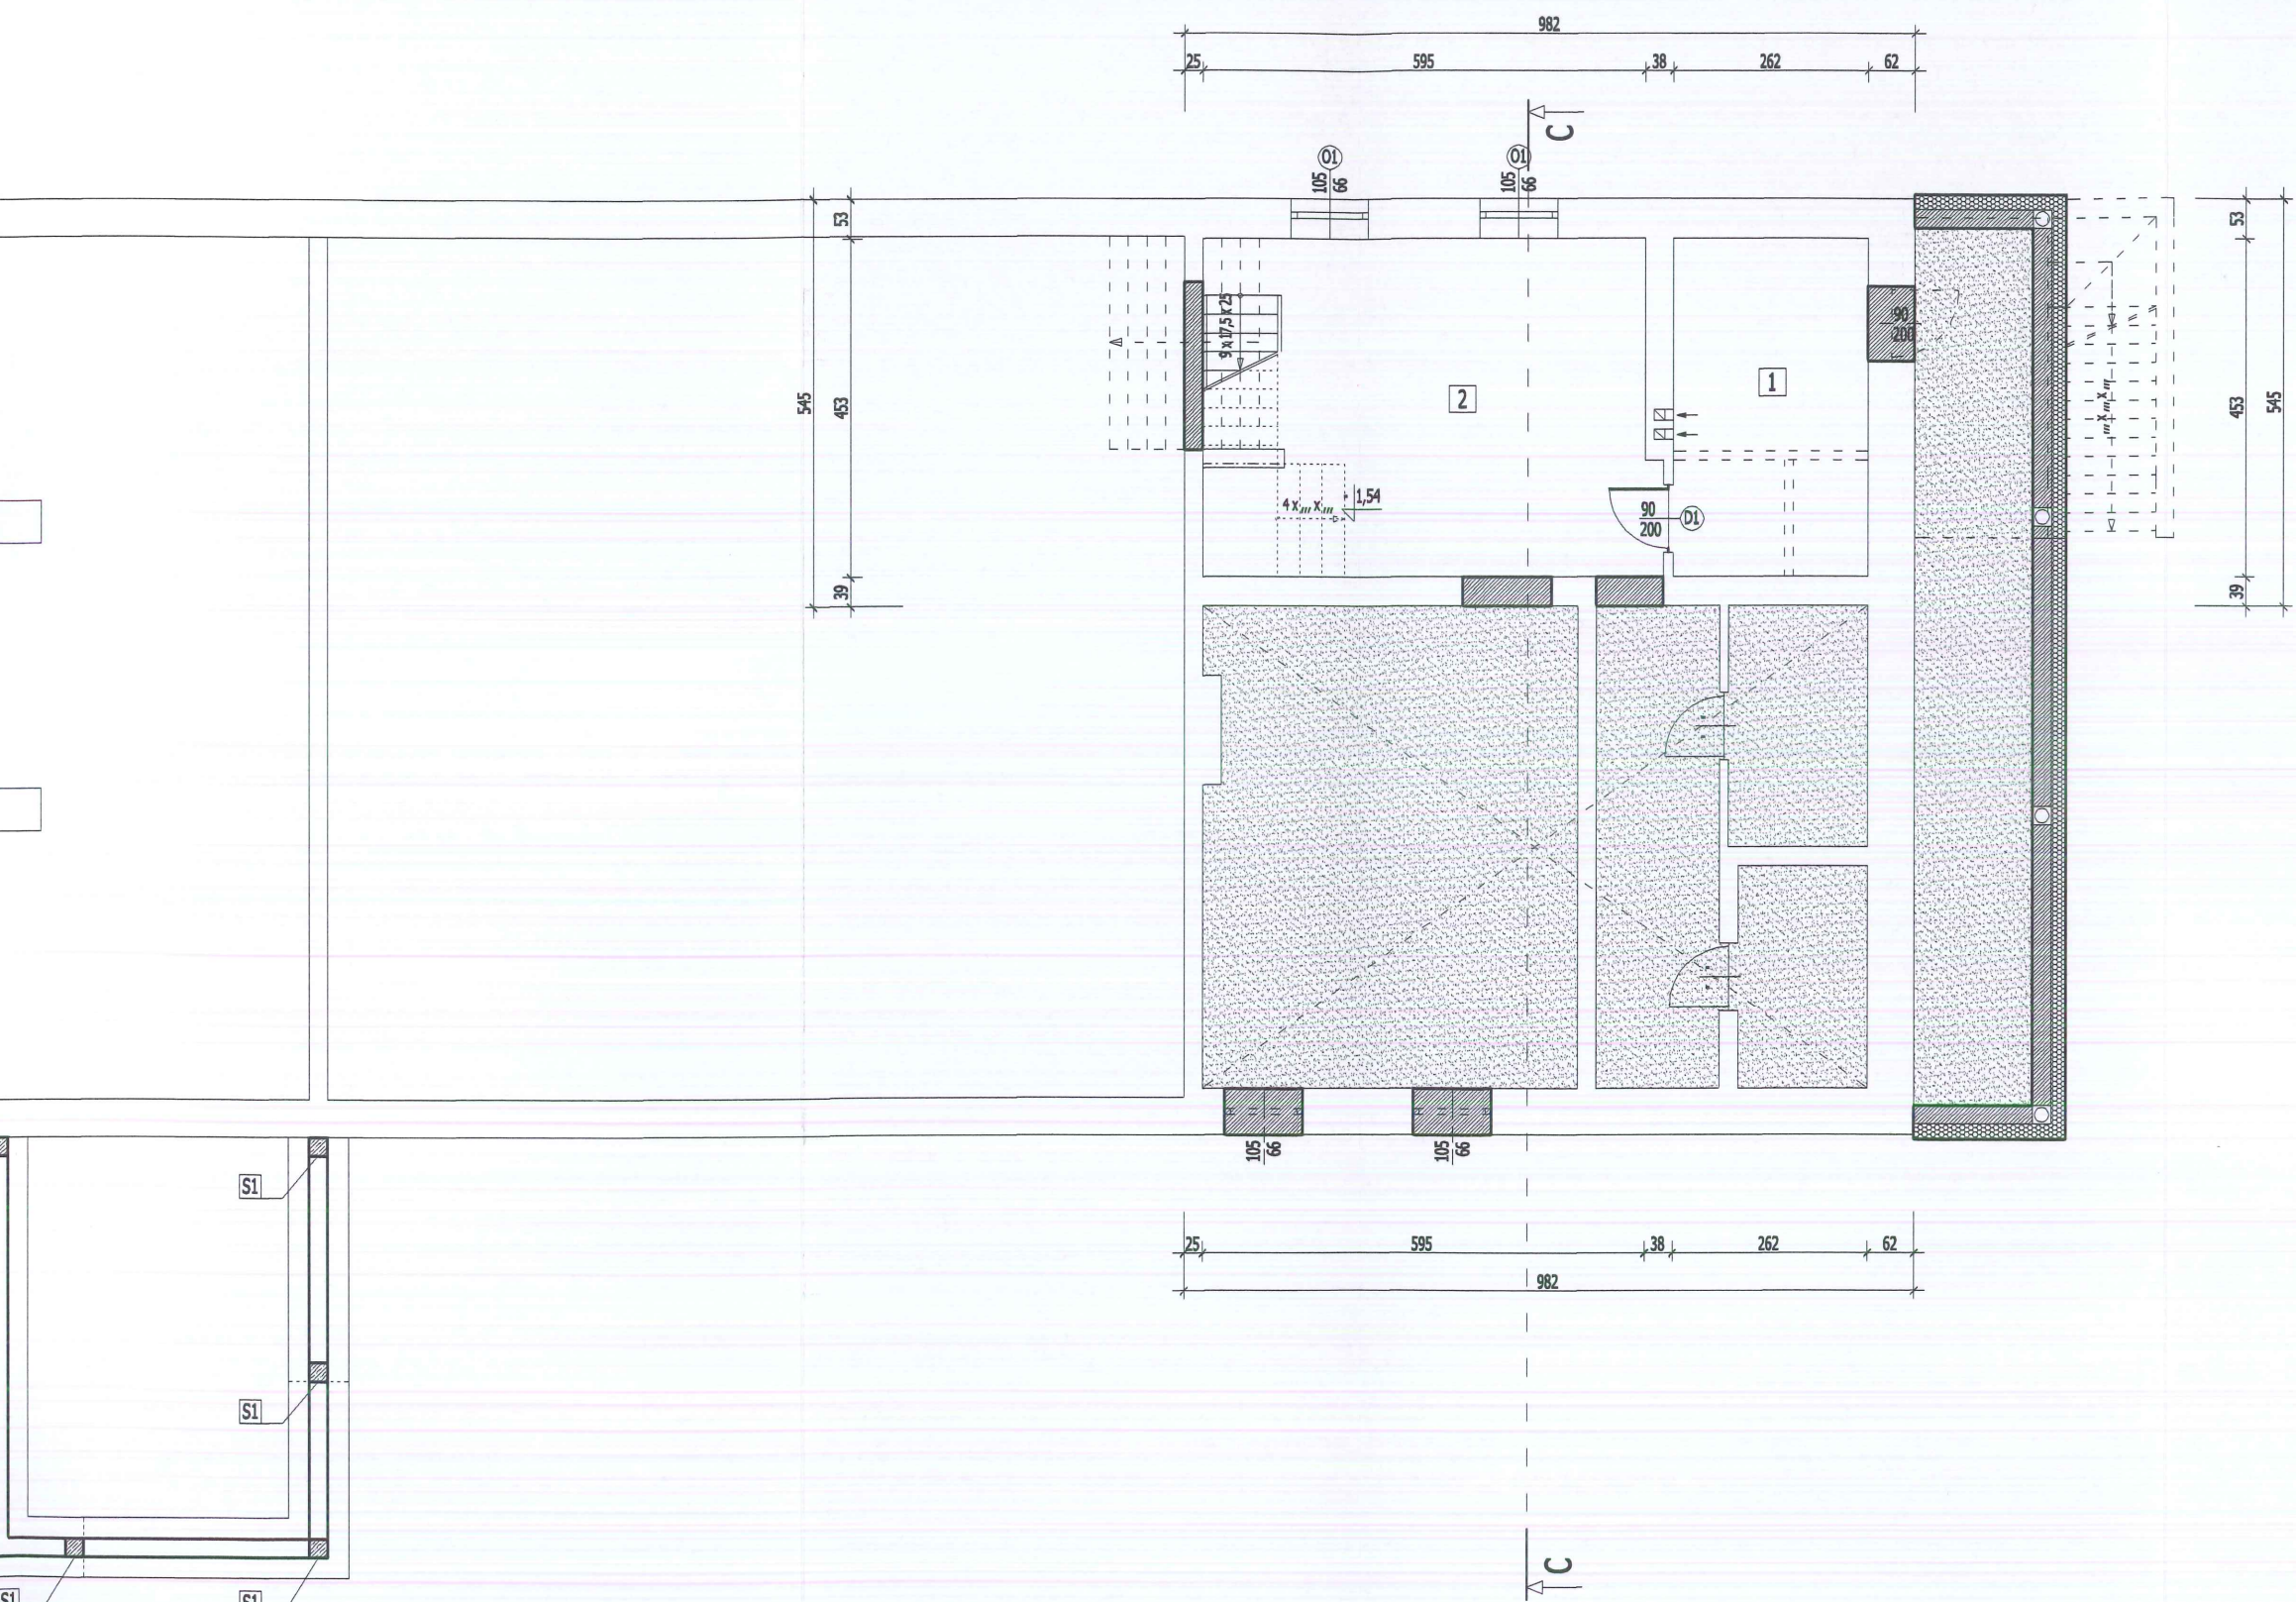 982
25 595 38 262 62
C
O1 O1
105 66 105 66
53 53
9 x 17,5 x 25
90
200
1
2
545 453 453 545
1,54
4 x ,,, x ,,,
,,, x ,,, x ,,,
90
200
D1
39 39
105 66 105 66
S1
25 595 38 262 62
982
S1
C
S1 S1